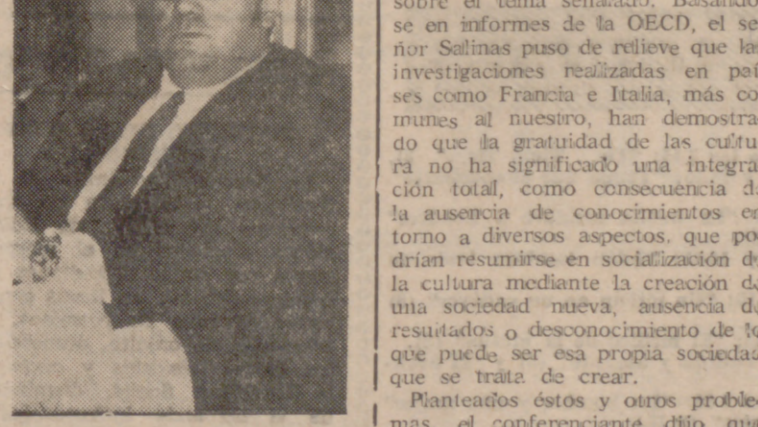 sobre el tema señalado. Basando
se en informes de la OECD, el se
ñor Salinas puso de relieve que la
investigaciones realizadas en paí
ses como Francia e Italia, más co
munes al nuestro, han demostra
do que la gratuidad de las cultu
ra no ha significado una integra
ción total, como consecuencia d
la ausencia de conocimientos en
torno a diversos aspectos. que po
drían resumirse en socialización d
la cultura mediante la creación d
una sociedad nueva, ausencia d
resultados o desconocimiento de lo
que puede ser esa propia sociedad
que se trata de crear.
Planteados éstos y otros proble
mas, el conferenciante dijo que